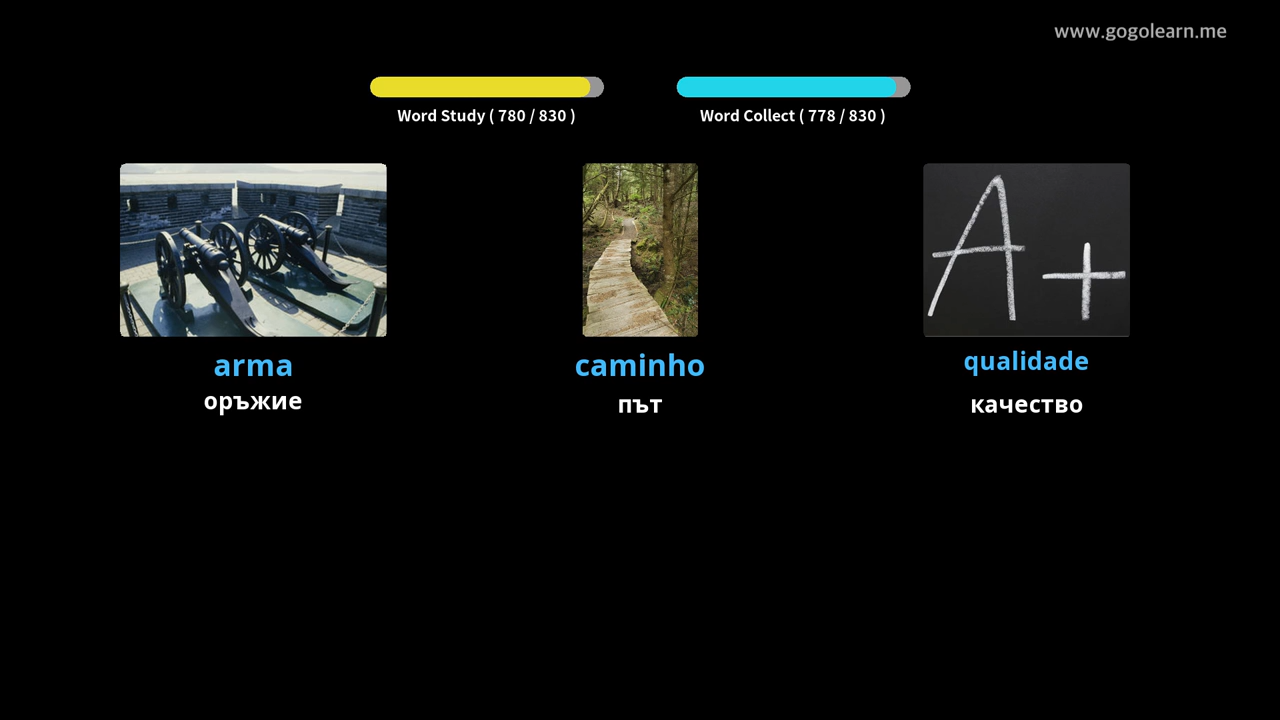 www.gogolearn.me
Word Study ( 780 / 830 )
Word Collect ( 778 / 830 )
A+
arma
caminho
qualidade
оръжие
път
качество